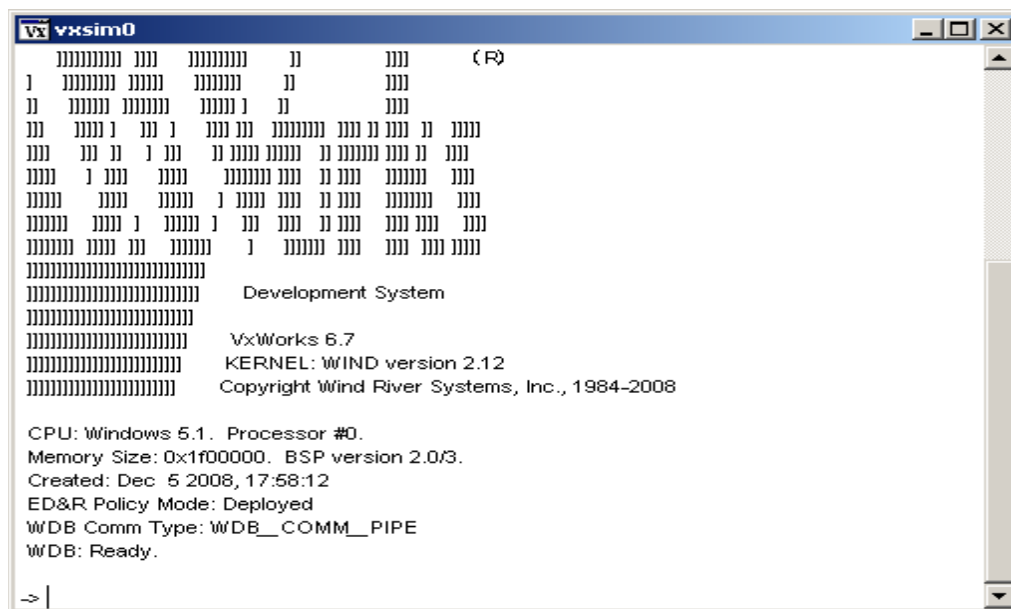 vxsim0
]]]]]]]]]]] ]]]] ]]]]]]]]]] ]] ]]]] (R)
] ]]]]]]]]] ]]]]]] ]]]]]]]] ]] ]]]]
]] ]]]]]]] ]]]]]]]] ]]]]]] ] ]] ]]]]
]]] ]]]]] ] ]]] ] ]]]] ]]] ]]]]]]]]] ]]]] ]] ]]]] ]] ]]]]]
]]]] ]]] ]] ] ]]] ]] ]]]]] ]]]]]] ]] ]]]]]]] ]]]] ]] ]]]]
]]]]] ] ]]]] ]]]]] ]]]]]]]] ]]]] ]] ]]]] ]]]]]]] ]]]]
]]]]]] ]]]]] ]]]]]] ] ]]]]] ]]]] ]] ]]]] ]]]]]]]] ]]]]
]]]]]]] ]]]]] ] ]]]]]] ] ]]] ]]]] ]] ]]]] ]]]] ]]]] ]]]]
]]]]]]]] ]]]]] ]]] ]]]]]]] ] ]]]]]]] ]]]] ]]]] ]]]] ]]]]]
]]]]]]]]]]]]]]]]]]]]]]]]]]]]]]
]]]]]]]]]]]]]]]]]]]]]]]]]]]]] Development System
]]]]]]]]]]]]]]]]]]]]]]]]]]]]
]]]]]]]]]]]]]]]]]]]]]]]]]]] VxWorks 6.7
]]]]]]]]]]]]]]]]]]]]]]]]]] KERNEL: WIND version 2.12
]]]]]]]]]]]]]]]]]]]]]]]]] Copyright Wind River Systems, Inc., 1984-2008
CPU: Windows 5.1. Processor #0.
Memory Size: 0x1f00000. BSP version 2.0/3.
Created: Dec 5 2008, 17:58:12
ED&R Policy Mode: Deployed
WDB Comm Type: WDB_COMM_PIPE
WDB: Ready.
->